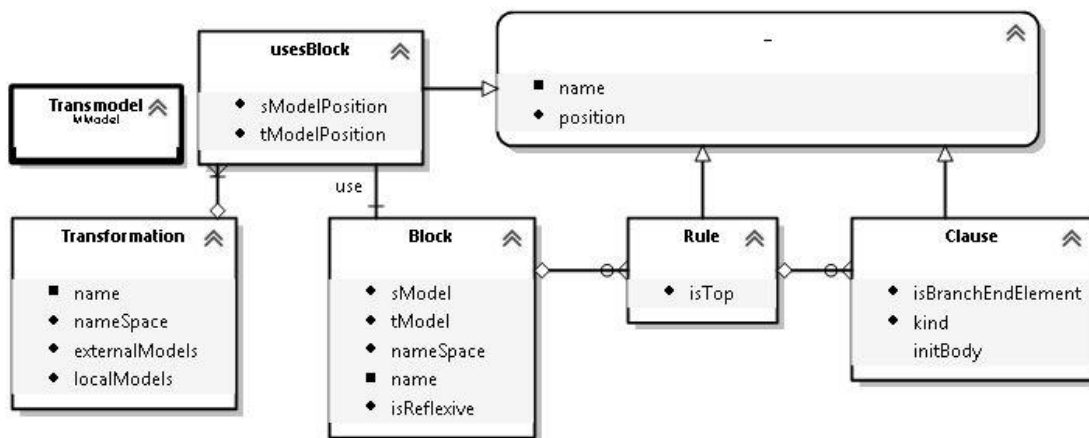 usesBlock
sModelPosition
tModelPosition
-
name
position
Transmodel
MModel
use
Transformation
name
nameSpace
externalModels
localModels
Block
sModel
tModel
nameSpace
name
isReflexive
Rule
isTop
Clause
isBranchEndElement
kind
initBody